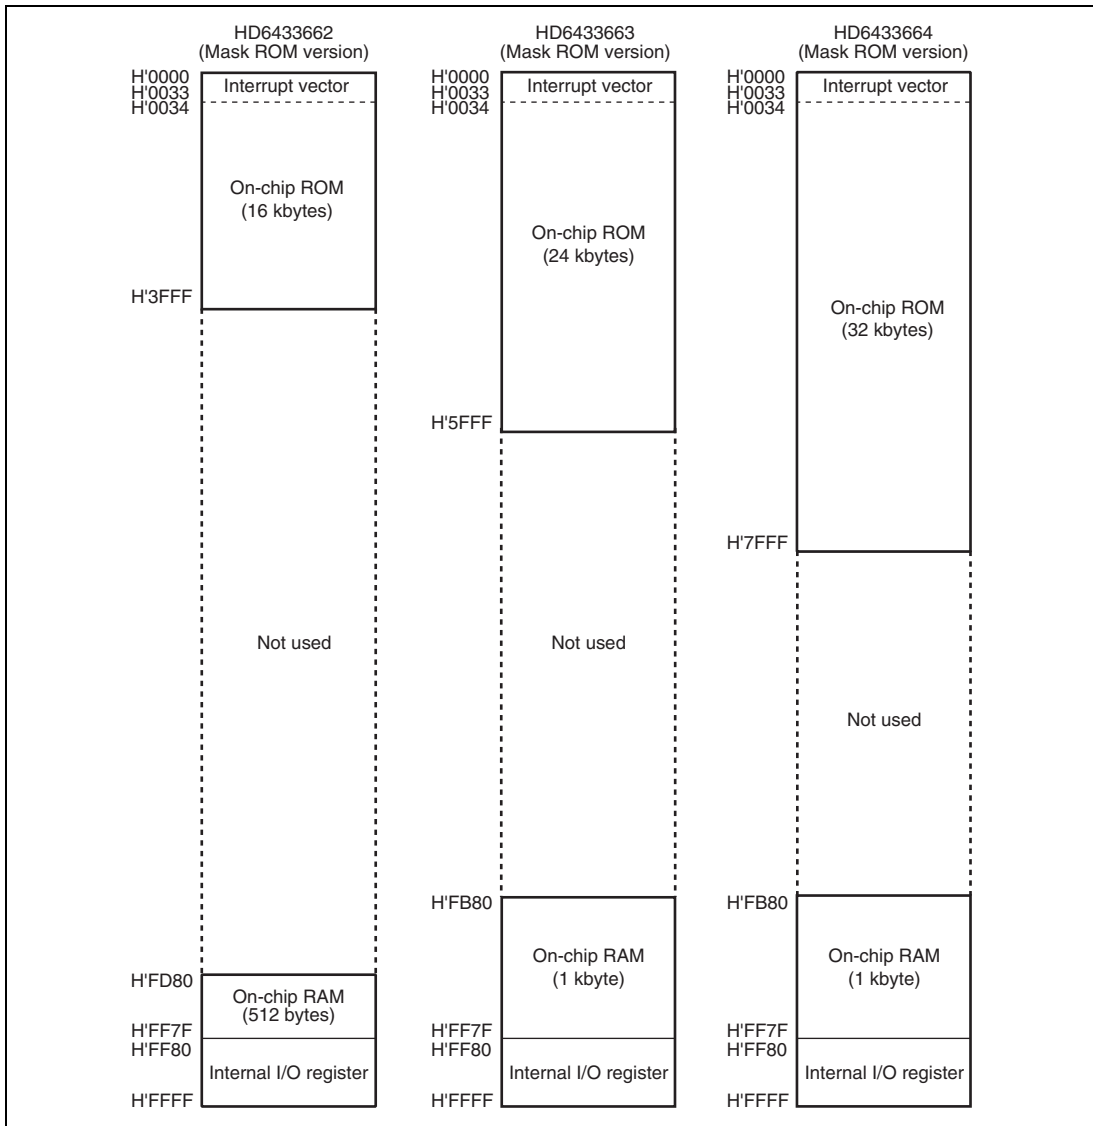 HD6433662
(Mask ROM version)
H'0000
H'0033
H'0034
Interrupt vector
On-chip ROM
(16 kbytes)
H'3FFF
Not used
H'FD80
On-chip RAM
(512 bytes)
H'FF7F
H'FF80
Internal I/O register
H'FFFF
HD6433663
(Mask ROM version)
H'0000
H'0033
H'0034
Interrupt vector
On-chip ROM
(24 kbytes)
H'5FFF
Not used
H'FB80
On-chip RAM
(1 kbyte)
H'FF7F
H'FF80
Internal I/O register
H'FFFF
HD6433664
(Mask ROM version)
H'0000
H'0033
H'0034
Interrupt vector
On-chip ROM
(32 kbytes)
H'7FFF
Not used
H'FB80
On-chip RAM
(1 kbyte)
H'FF7F
H'FF80
Internal I/O register
H'FFFF